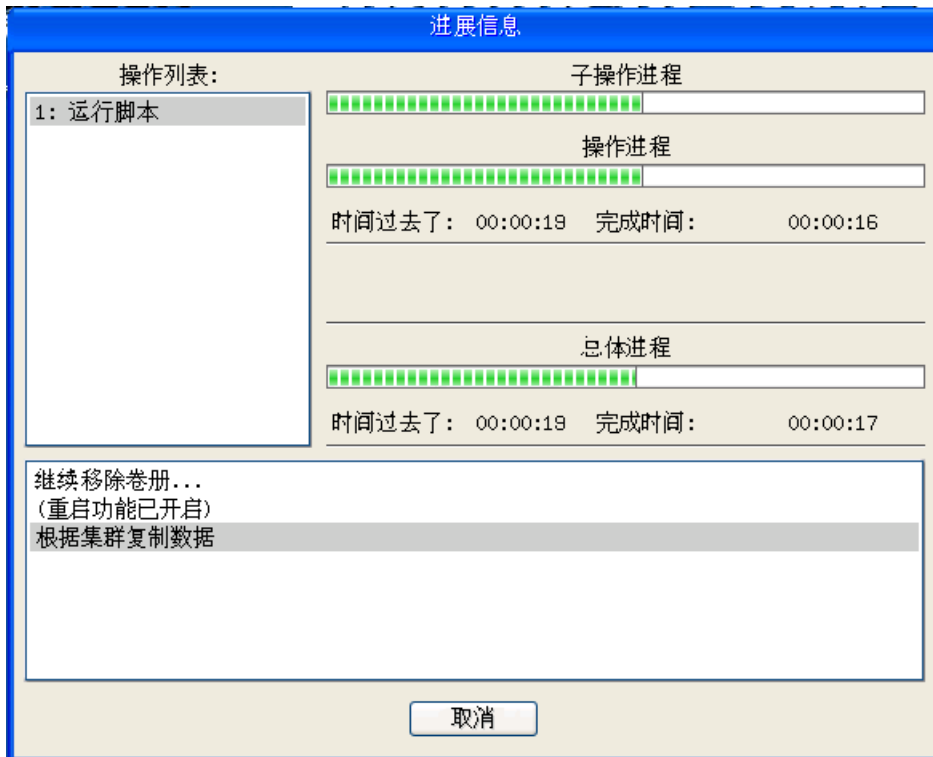 进展信息
操作列表:
1: 运行脚本
子操作进程
操作进程
时间过去了: 00:00:19 完成时间: 00:00:16
总体进程
时间过去了: 00:00:19 完成时间: 00:00:17
继续移除卷册...
(重启功能已开启)
根据集群复制数据
取消